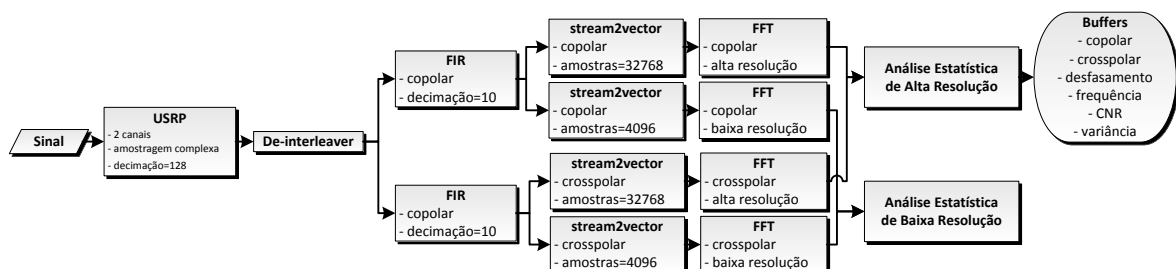 Sinal
USRP
- 2 canais
- amostragem complexa
- decimação=128
De-interleaver
FIR
- copolar
- decimação=10
FIR
- copolar
- decimação=10
stream2vector
- copolar
- amostras=32768
stream2vector
- copolar
- amostras=4096
stream2vector
- crosspolar
- amostras=32768
stream2vector
- crosspolar
- amostras=4096
FFT
- copolar
- alta resolução
FFT
- copolar
- baixa resolução
FFT
- crosspolar
- alta resolução
FFT
- crosspolar
- baixa resolução
Análise Estatística
de Alta Resolução
Análise Estatística
de Baixa Resolução
Buffers
- copolar
- crosspolar
- desfasamento
- frequência
- CNR
- variância